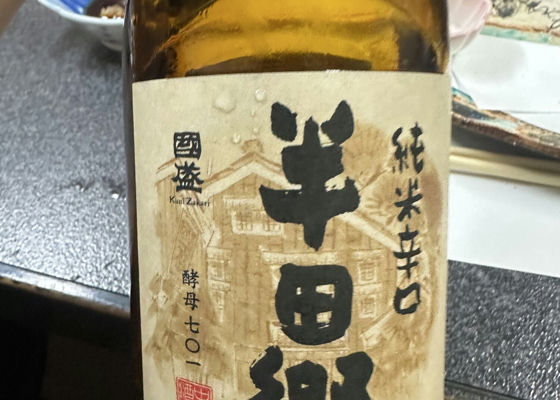 純米辛口
半田郷
國盛
Kuni Zakari
酵母七〇一